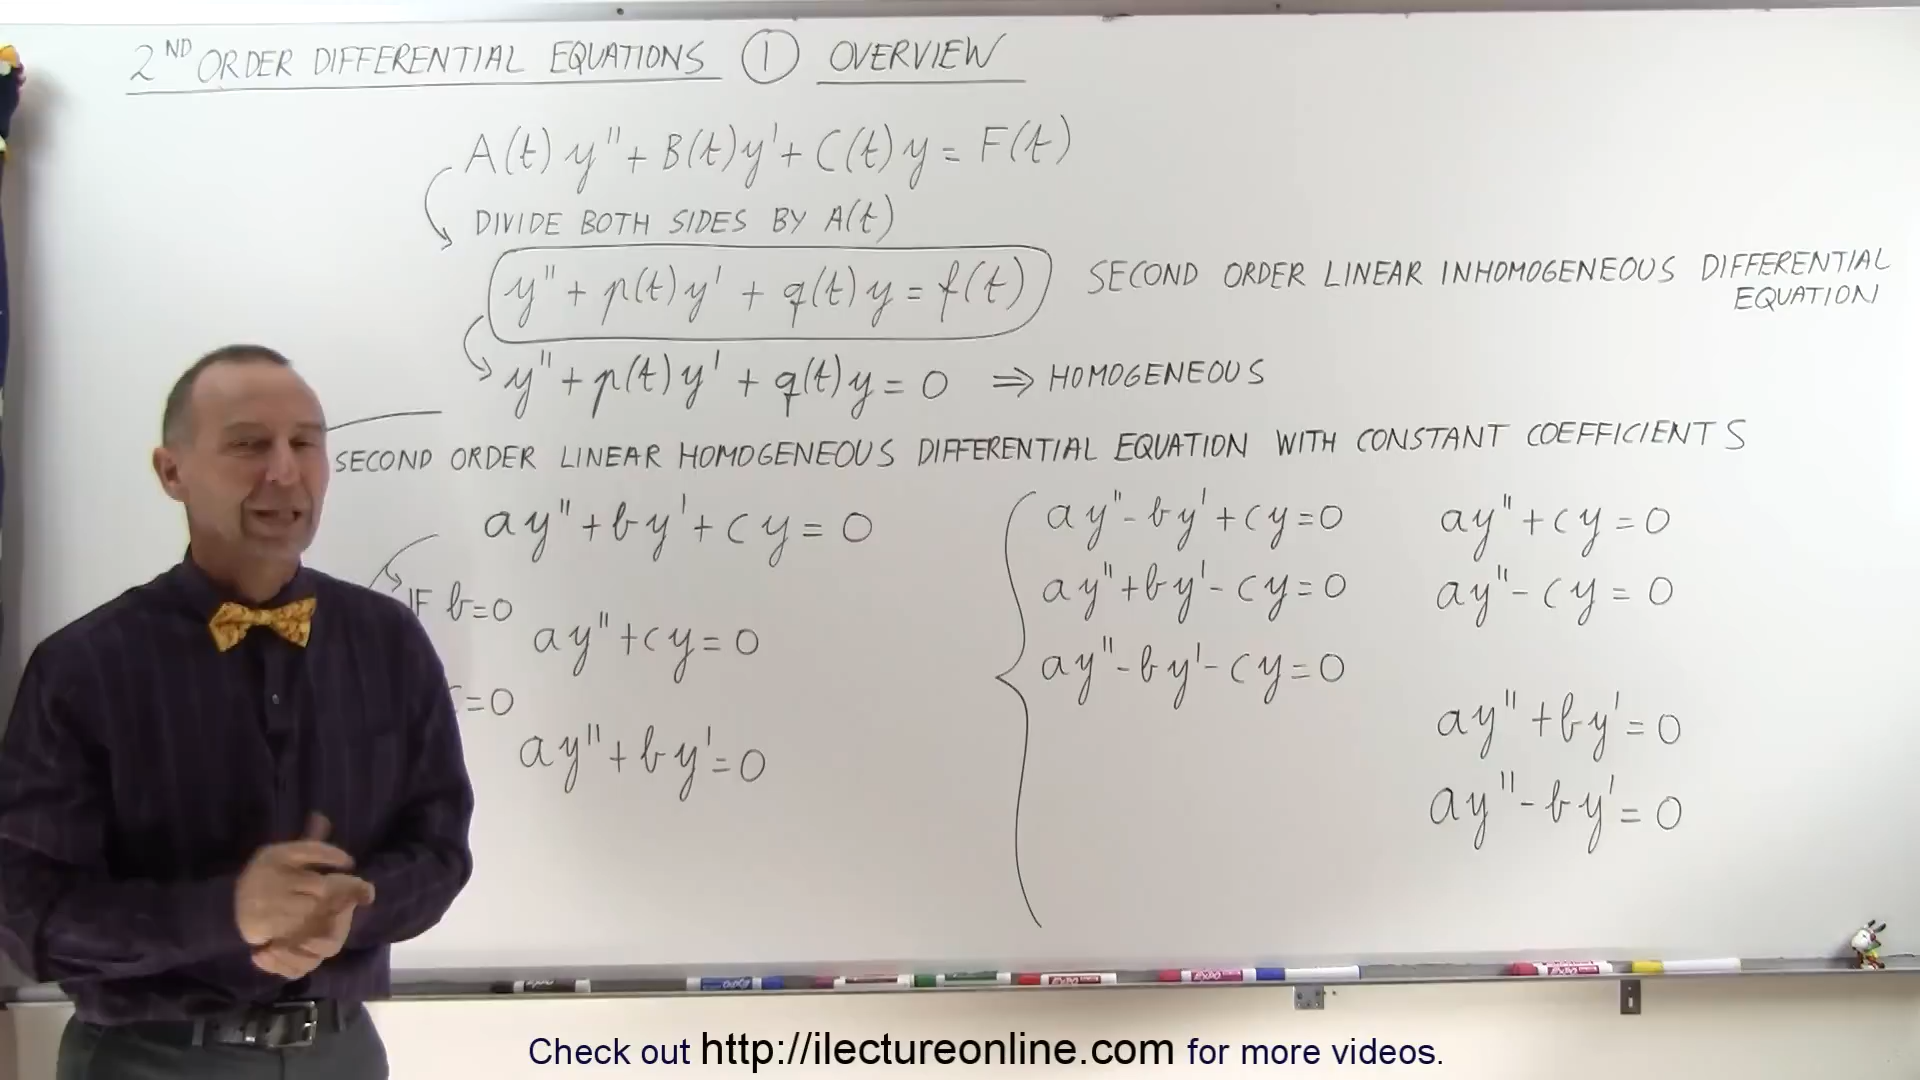 2ND ORDER DIFFERENTIAL EQUATIONS ① OVERVIEW
A(t) y" + B(t) y' + C(t) y = F(t)
DIVIDE BOTH SIDES BY A(t)
y" + p(t) y' + q(t) y = f(t) SECOND ORDER LINEAR INHOMOGENEOUS DIFFERENTIAL
EQUATION
y" + p(t) y' + q(t) y = 0 ⇒ HOMOGENEOUS
SECOND ORDER LINEAR HOMOGENEOUS DIFFERENTIAL EQUATION WITH CONSTANT COEFFICIENTS
ay" + by' + cy = 0
IF b=0
ay" + cy = 0
=0
ay" + by' = 0
ay" - by' + cy = 0
ay" + by' - cy = 0
ay" - by' - cy = 0
ay" + cy = 0
ay" - cy = 0
ay" + by' = 0
ay" - by' = 0
Check out http://ilectureonline.com for more videos.